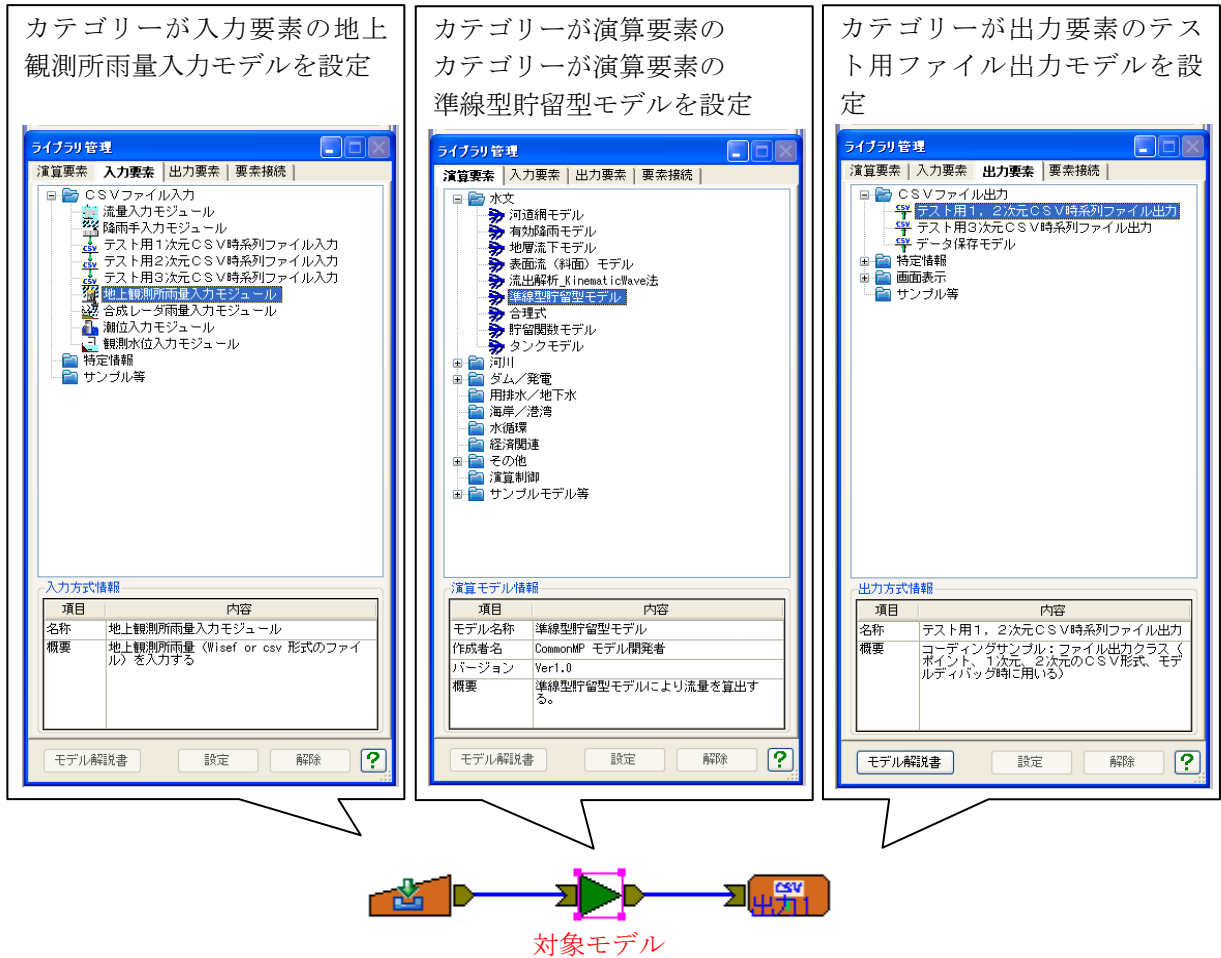 カテゴリーが入力要素の地上
観測所雨量入力モデルを設定
ライブラリ管理
演算要素 入力要素 出力要素 要素接続
CSVファイル入力
流量入力モジュール
降雨手入力モジュール
テスト用1次元CSV時系列ファイル入力
テスト用2次元CSV時系列ファイル入力
テスト用3次元CSV時系列ファイル入力
地上観測所雨量入力モジュール
合成レーダ雨量入力モジュール
潮位入力モジュール
観測水位入力モジュール
特定情報
サンプル等
入力方式情報
項目 内容
名称 地上観測所雨量入力モジュール
概要 地上観測所雨量（Wisef or csv 形式のファイ
ル）を入力する
モデル解説書 設定 解除 ?
カテゴリーが演算要素の
カテゴリーが演算要素の
準線型貯留型モデルを設定
ライブラリ管理
演算要素 入力要素 出力要素 要素接続
水文
河道網モデル
有効降雨モデル
地層流下モデル
表面流（斜面）モデル
流出解析_KinematicWave法
準線型貯留型モデル
合理式
貯留関数モデル
タンクモデル
河川
ダム／発電
用排水／地下水
海岸／港湾
水循環
経済関連
その他
演算制御
サンプルモデル等
演算モデル情報
項目 内容
モデル名称 準線型貯留型モデル
作成者名 CommonMP モデル開発者
バージョン Ver1.0
概要 準線型貯留型モデルにより流量を算出す
る。
モデル解説書 設定 解除 ?
カテゴリーが出力要素のテス
ト用ファイル出力モデルを設
定
ライブラリ管理
演算要素 入力要素 出力要素 要素接続
CSVファイル出力
テスト用1，2次元CSV時系列ファイル出力
テスト用3次元CSV時系列ファイル出力
データ保存モデル
特定情報
画面表示
サンプル等
出力方式情報
項目 内容
名称 テスト用1，2次元CSV時系列ファイル出力
概要 コーディングサンプル：ファイル出力クラス（
ポイント、1次元、2次元のCSV形式、モデ
ルディバッグ時に用いる）
モデル解説書 設定 解除 ?
CSV
出力1
対象モデル